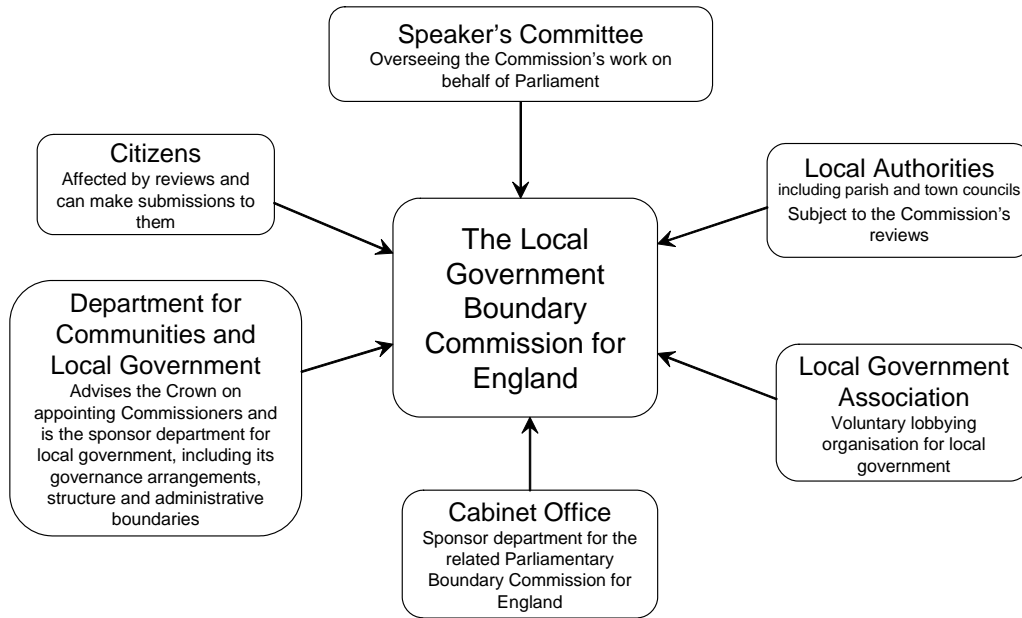 Speaker's Committee
Overseeing the Commission's work on
behalf of Parliament
Citizens
Affected by reviews and
can make submissions to
them
Local Authorities
including parish and town councils
Subject to the Commission's
reviews
The Local
Government
Boundary
Commission for
England
Department for
Communities and
Local Government
Advises the Crown on
appointing Commissioners and
is the sponsor department for
local government, including its
governance arrangements,
structure and administrative
boundaries
Local Government
Association
Voluntary lobbying
organisation for local
government
Cabinet Office
Sponsor department for the
related Parliamentary
Boundary Commission for
England